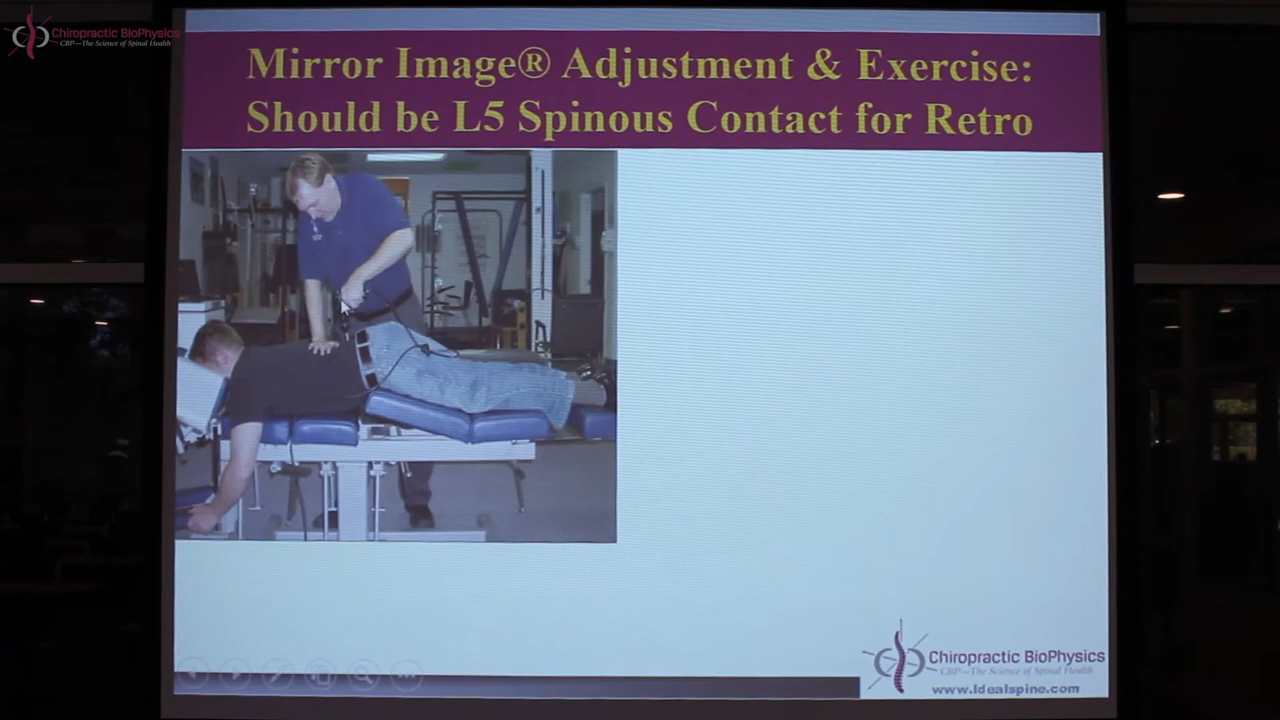 Chiropractic BioPhysics
CBP—The Science of Spinal Health
Mirror Image® Adjustment & Exercise:
Should be L5 Spinous Contact for Retro
Chiropractic BioPhysics
CBP—The Science of Spinal Health
www.Idealspine.com